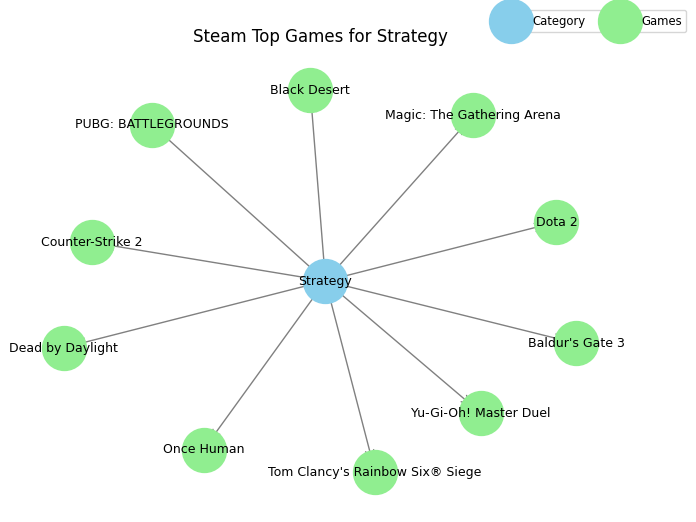 Category
Games
Steam Top Games for Strategy
Black Desert
Magic: The Gathering Arena
PUBG: BATTLEGROUNDS
Dota 2
Counter-Strike 2
Strategy
Baldur's Gate 3
Dead by Daylight
Yu-Gi-Oh! Master Duel
Once Human
Tom Clancy's Rainbow Six® Siege